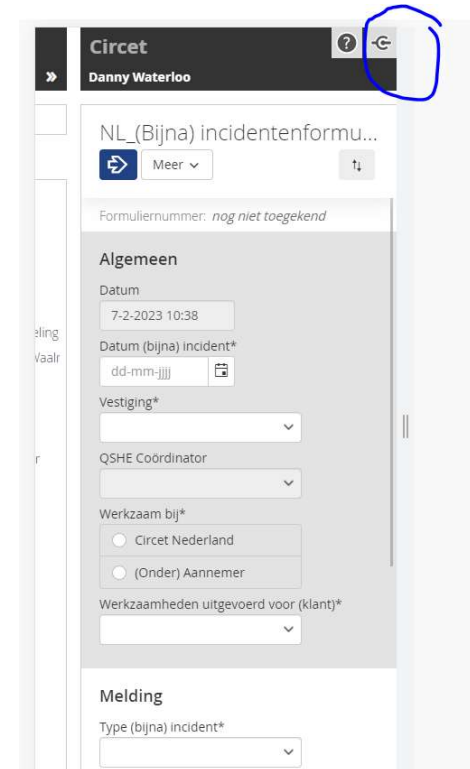 Circet
?
»
Danny Waterloo
NL_(Bijna) incidentenformu...
Meer
Formuliernummer: nog niet toegekend
Algemeen
Datum
7-2-2023 10:38
eling
Datum (bijna) incident*
Waalr
dd-mm-jjjj
Vestiging*
r
QSHE Coördinator
Werkzaam bij*
Circet Nederland
(Onder) Aannemer
Werkzaamheden uitgevoerd voor (klant)*
Melding
Type (bijna) incident*